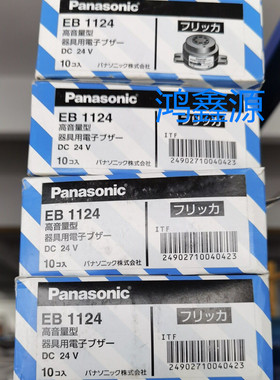 Panasonic
EB 1124
高音量型
器具用電子ブザー
DC 24 V
10コ入
パナソニック株式会社
フリッカ
鸿鑫源
Panasonic
EB 1124
高音量型
器具用電子ブザー
DC 24 V
10コ入
パナソニック株式会社
フリッカ
ITF
24902710040423
Panasonic
EB 1124
高音量型
器具用電子ブザー
DC 24 V
10コ入
パナソニック株式会社
フリッカ
ITF
24902710040423
Panasonic
EB 1124
高音量型
器具用電子ブザー
DC 24 V
10コ入
パナソニック株式会社
フリッカ
ITF
24902710040423